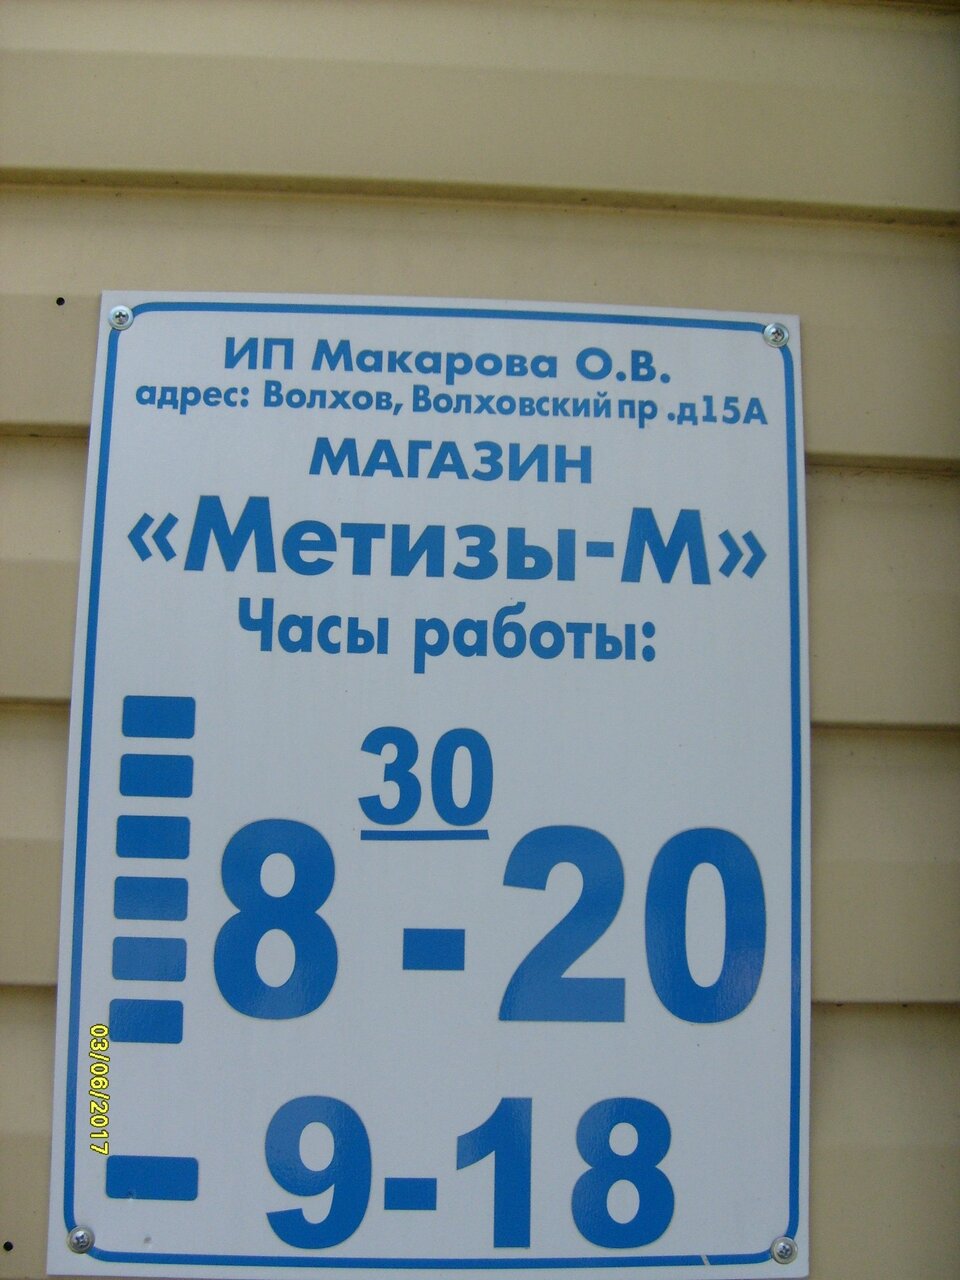 ИП Макарова О.В.
адрес: Волхов, Волховский пр .д15А
МАГАЗИН
«Метизы-М»
Часы работы:
30
8 - 20
9-18
03/06/2017